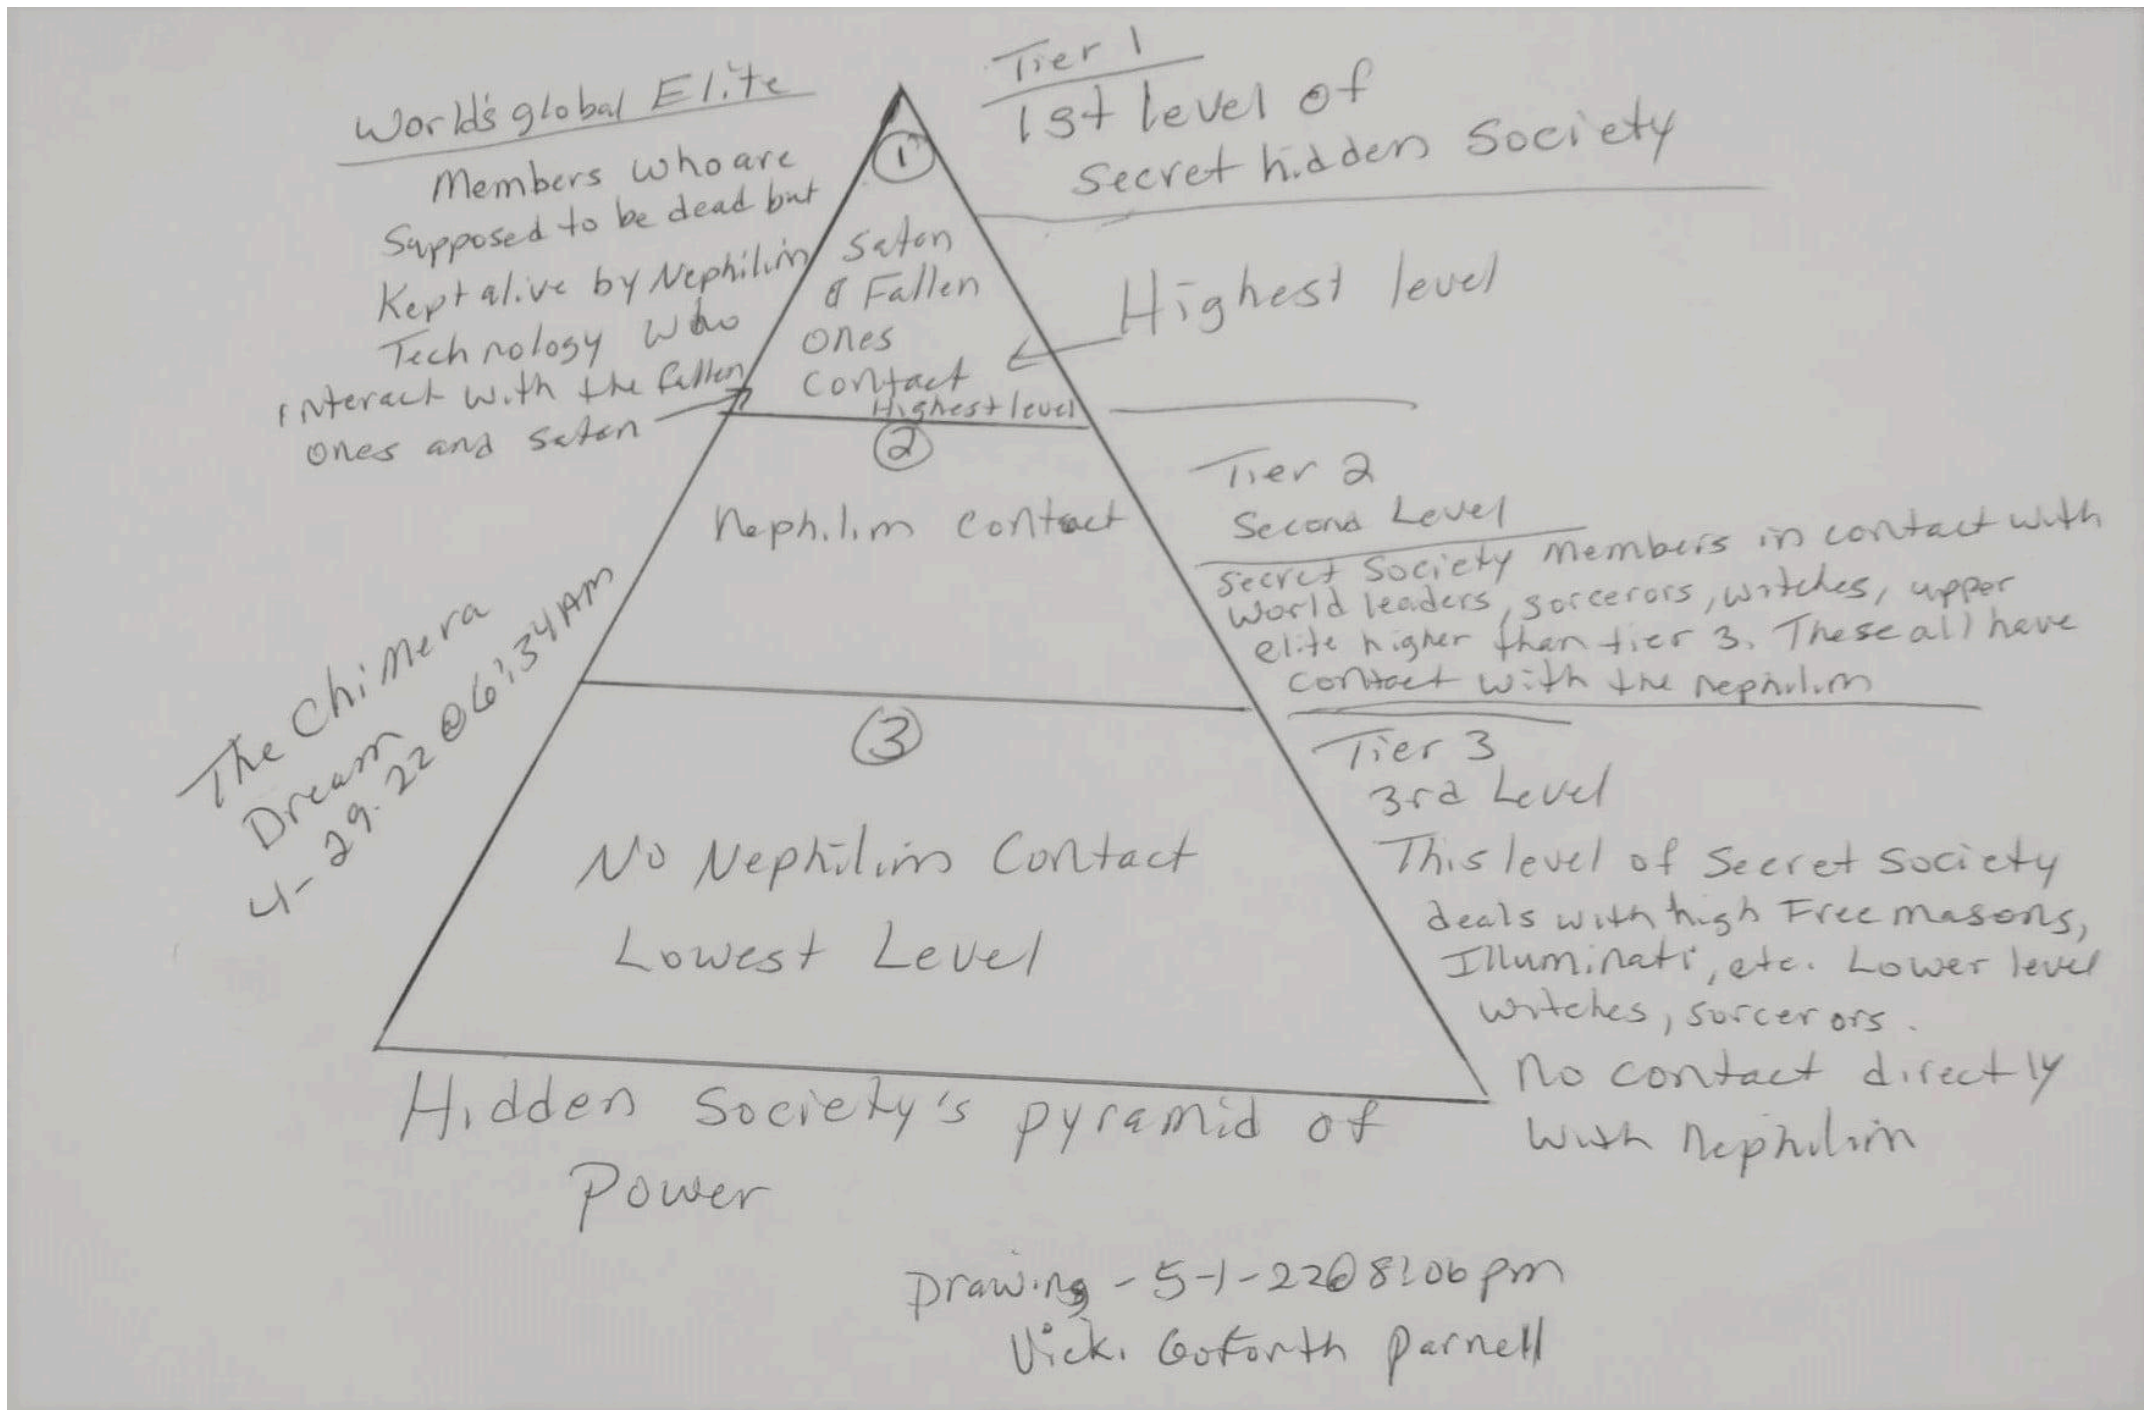 World's global Elite
Members who are
Supposed to be dead but
Kept alive by Nephilim
Technology who
interact with the fallen
ones and satan
Tier 1
1st level of
Secret hidden Society
Highest level
1
Satan
& Fallen
ones
Contact
Highest level
2
Nephilim contact
Tier 2
Second Level
Secret Society Members in contact with
World leaders, sorcerors, witches, upper
elite higher than tier 3. These all have
contact with the nephilim
The Chimera
Dream
4-29-22 @ 6:34 AM
3
No Nephilim Contact
Lowest Level
Tier 3
3rd Level
This level of Secret Society
deals with high Free masons,
Illuminati, etc. Lower level
witches, sorcerors.
No contact directly
with Nephilim
Hidden Society's pyramid of
Power
Drawing - 5-1-22 @ 8:06 pm
Vicki Goforth Parnell